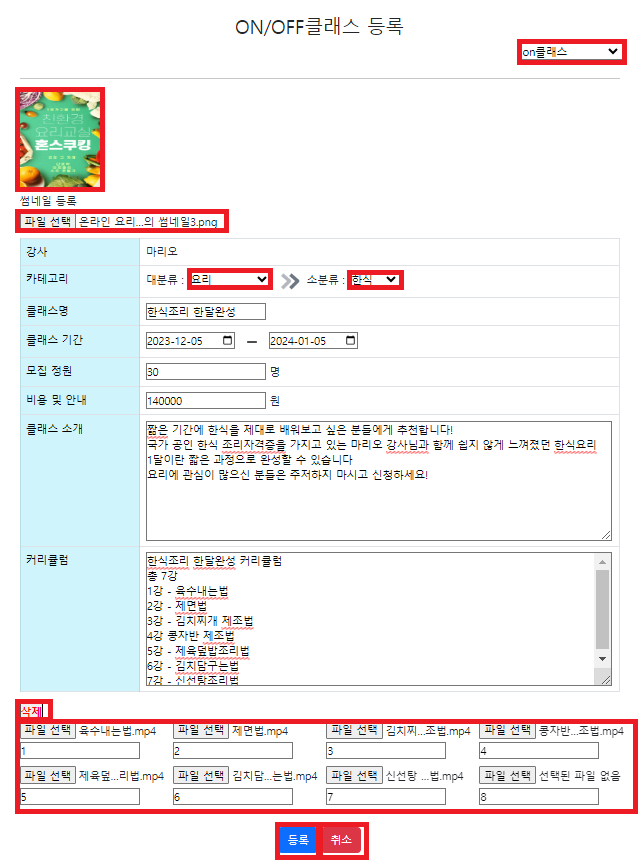 ON/OFF클래스 등록
on클래스
친환경
요리교실
혼스쿠킹
썸네일 등록
파일 선택 온라인 요리...의 썸네일3.png
강사 마리오
카테고리 대분류 : 요리 소분류 : 한식
클래스명 한식조리 한달완성
클래스 기간 2023-12-05 ㅡ 2024-01-05
모집 정원 30 명
비용 및 안내 140000 원
클래스 소개 짧은 기간에 한식을 제대로 배워보고 싶은 분들에게 추천합니다!
국가 공인 한식 조리자격증을 가지고 있는 마리오 강사님과 함께 쉽지 않게 느껴졌던 한식요리
1달이란 짧은 과정으로 완성할 수 있습니다
요리에 관심이 많으신 분들은 주저하지 마시고 신청하세요!
커리큘럼 한식조리 한달완성 커리큘럼
총 7강
1강 - 육수내는법
2강 - 제면법
3강 - 김치찌개 제조법
4강 콩자반 제조법
5강 - 제육덮밥조리법
6강 - 김치담구는법
7강 - 신선탕조리법
삭제
파일 선택 육수내는법.mp4 파일 선택 제면법.mp4 파일 선택 김치찌...조법.mp4 파일 선택 콩자반...조법.mp4
1 2 3 4
파일 선택 제육덮...리법.mp4 파일 선택 김치담...는법.mp4 파일 선택 신선탕 ...법.mp4 파일 선택 선택된 파일 없음
5 6 7 8
등록 취소